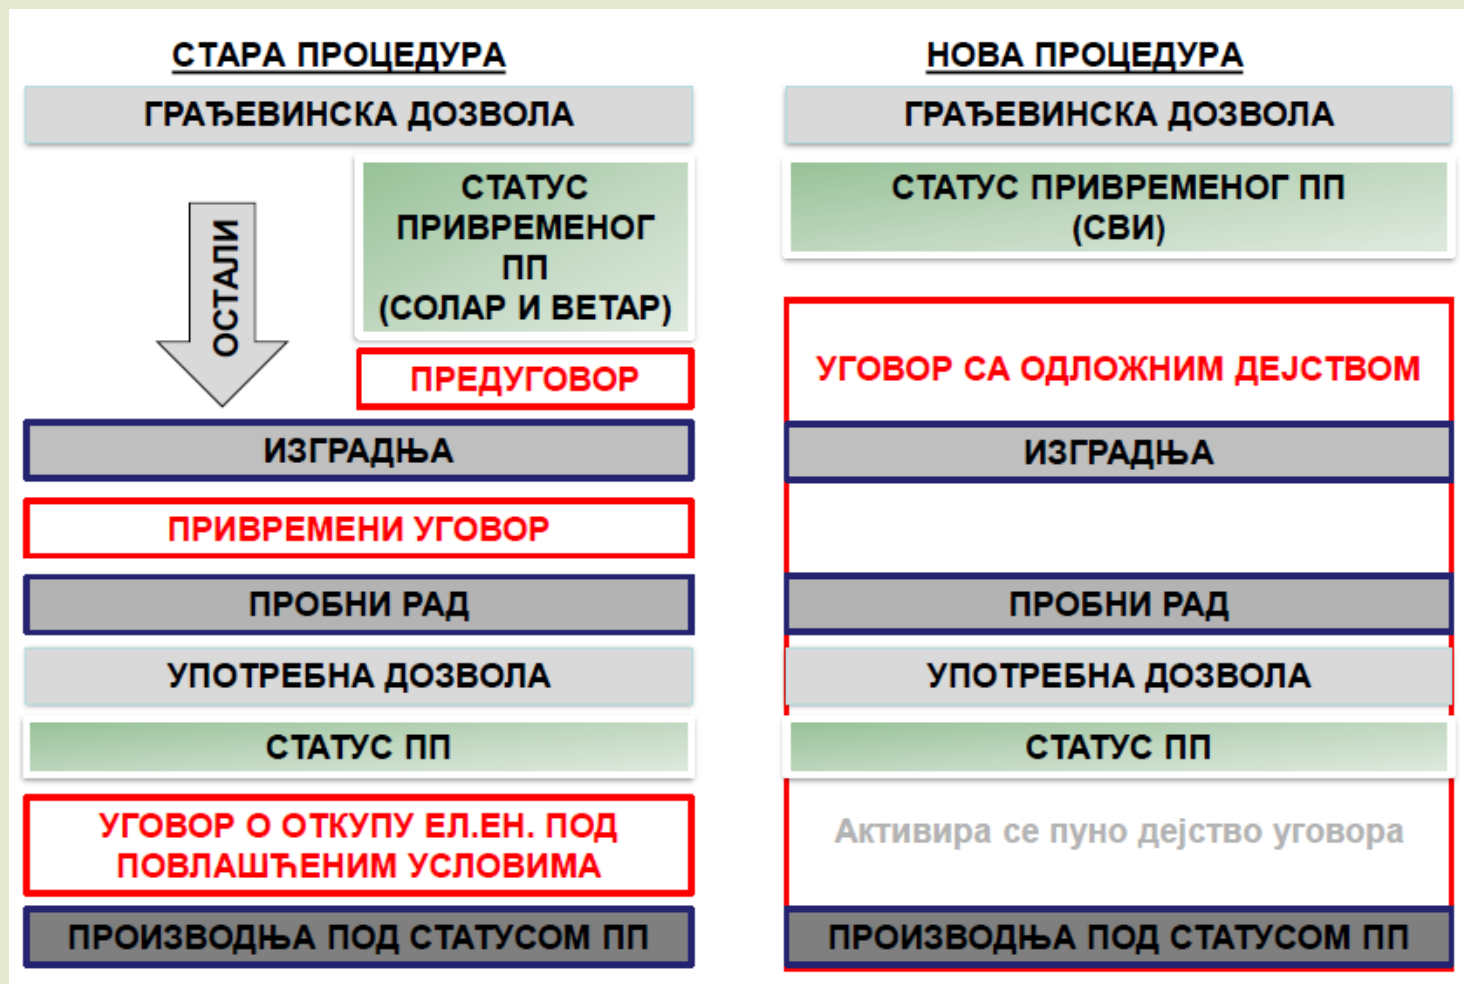 СТАРА ПРОЦЕДУРА
ГРАЂЕВИНСКА ДОЗВОЛА
ОСТАЛИ
СТАТУС
ПРИВРЕМЕНОГ
ПП
(СОЛАР И ВЕТАР)
ПРЕДУГОВОР
ИЗГРАДЊА
ПРИВРЕМЕНИ УГОВОР
ПРОБНИ РАД
УПОТРЕБНА ДОЗВОЛА
СТАТУС ПП
УГОВОР О ОТКУПУ ЕЛ.ЕН. ПОД
ПОВЛАШЋЕНИМ УСЛОВИМА
ПРОИЗВОДЊА ПОД СТАТУСОМ ПП
НОВА ПРОЦЕДУРА
ГРАЂЕВИНСКА ДОЗВОЛА
СТАТУС ПРИВРЕМЕНОГ ПП
(СВИ)
УГОВОР СА ОДЛОЖНИМ ДЕЈСТВОМ
ИЗГРАДЊА
ПРОБНИ РАД
УПОТРЕБНА ДОЗВОЛА
СТАТУС ПП
Активира се пуно дејство уговора
ПРОИЗВОДЊА ПОД СТАТУСОМ ПП